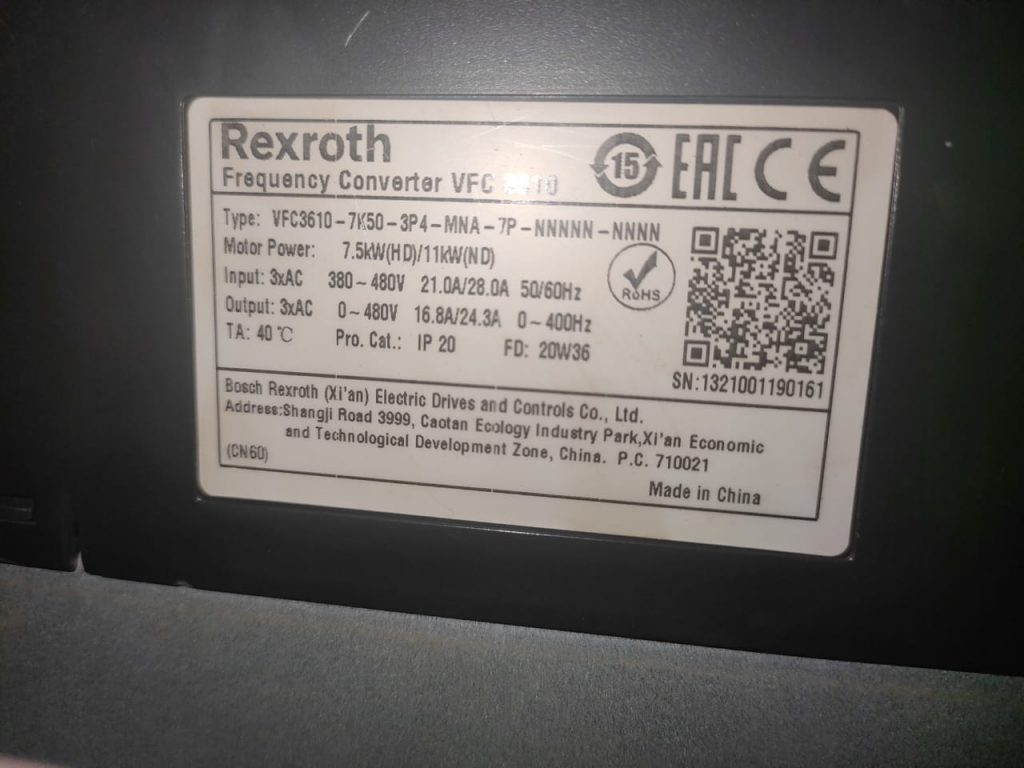 Rexroth
Frequency Converter VFC 3610
15
EAC CE
Type: VFC3610-7K50-3P4-MNA-7P-NNNNN-NNNN
Motor Power: 7.5kW(HD)/11kW(ND)
Input: 3xAC 380~480V 21.0A/28.0A 50/60Hz
Output: 3xAC 0~480V 16.8A/24.3A 0~400Hz
TA: 40℃ Pro. Cat.: IP 20 FD: 20W36
RoHS
SN:1321001190161
Bosch Rexroth (Xi'an) Electric Drives and Controls Co., Ltd.
Address:Shangji Road 3999, Caotan Ecology Industry Park,Xi'an Economic
and Technological Development Zone, China. P.C. 710021
(CN60)
Made in China